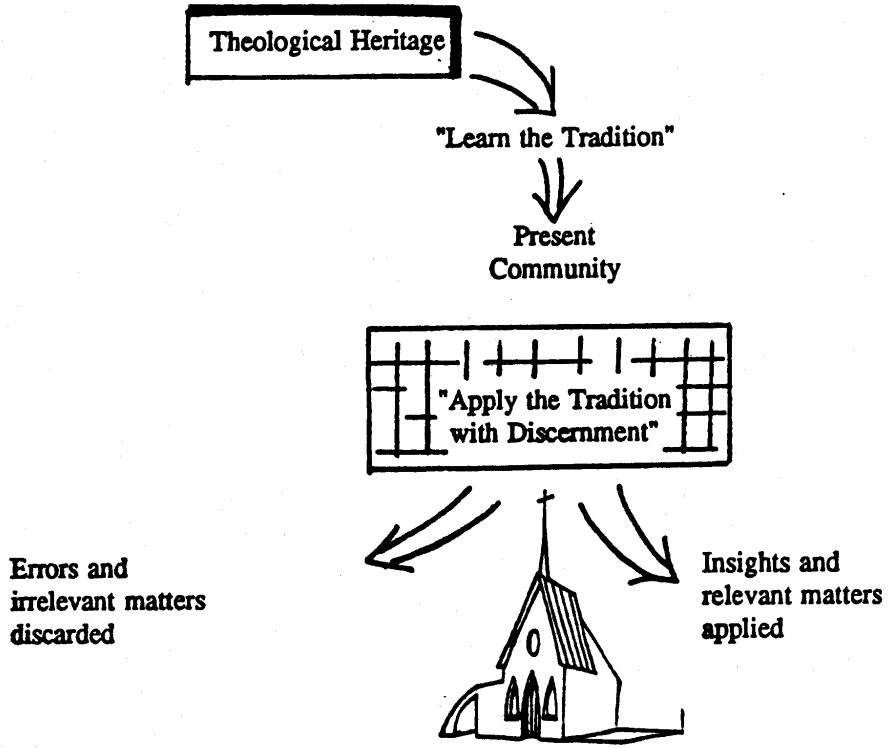 Theological Heritage
"Learn the Tradition"
Present
Community
"Apply the Tradition
with Discernment"
Errors and
irrelevant matters
discarded
Insights and
relevant matters
applied